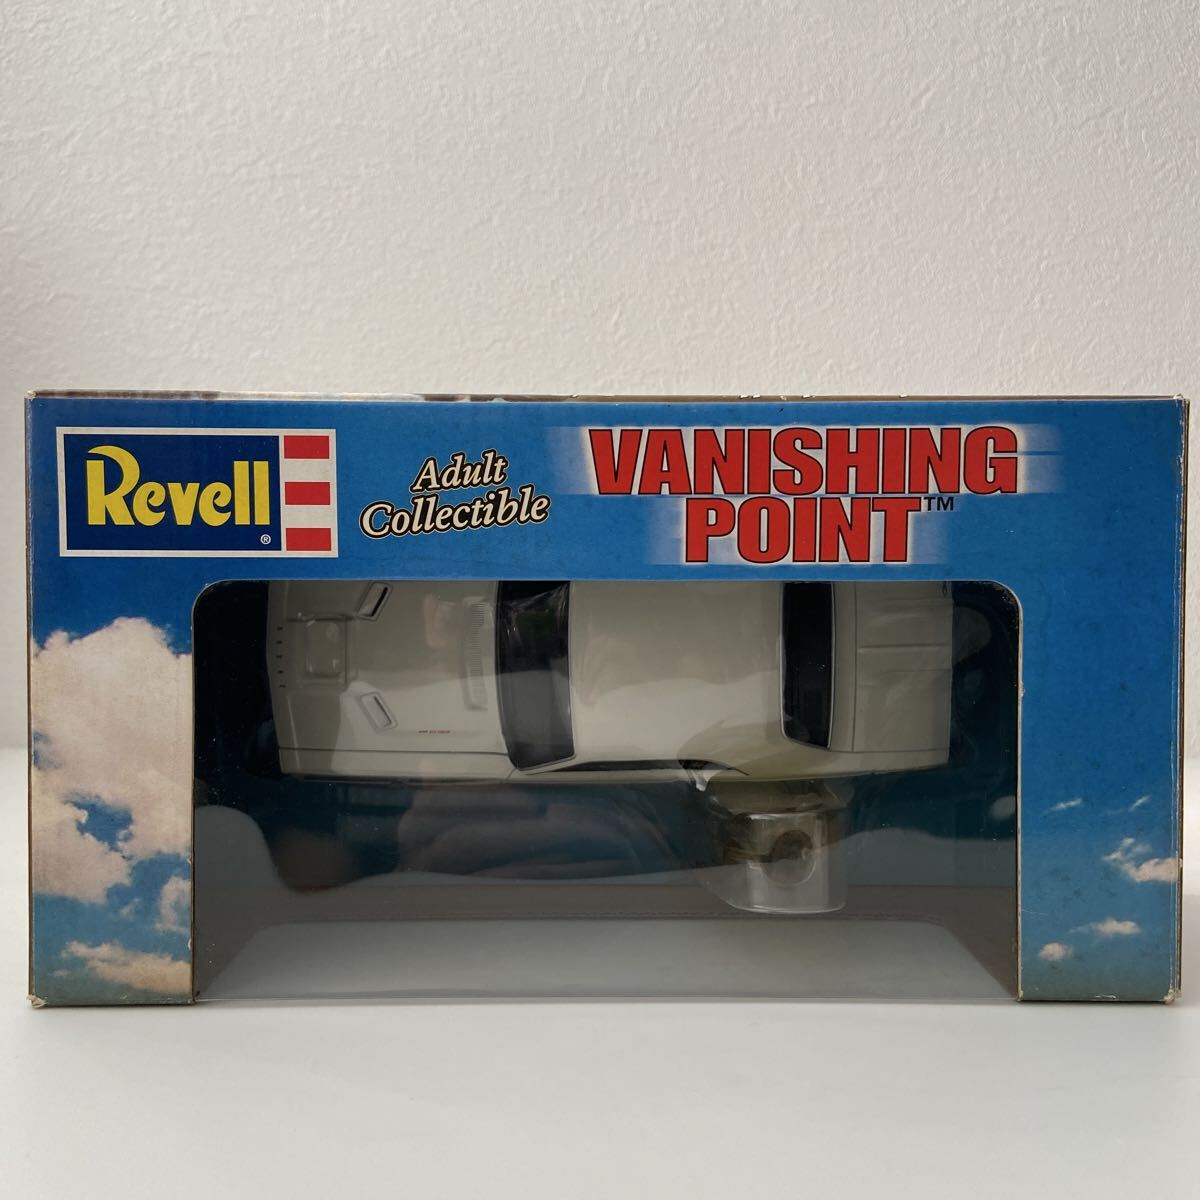 Revell®
Adult
Collectible
VANISHING
POINT™